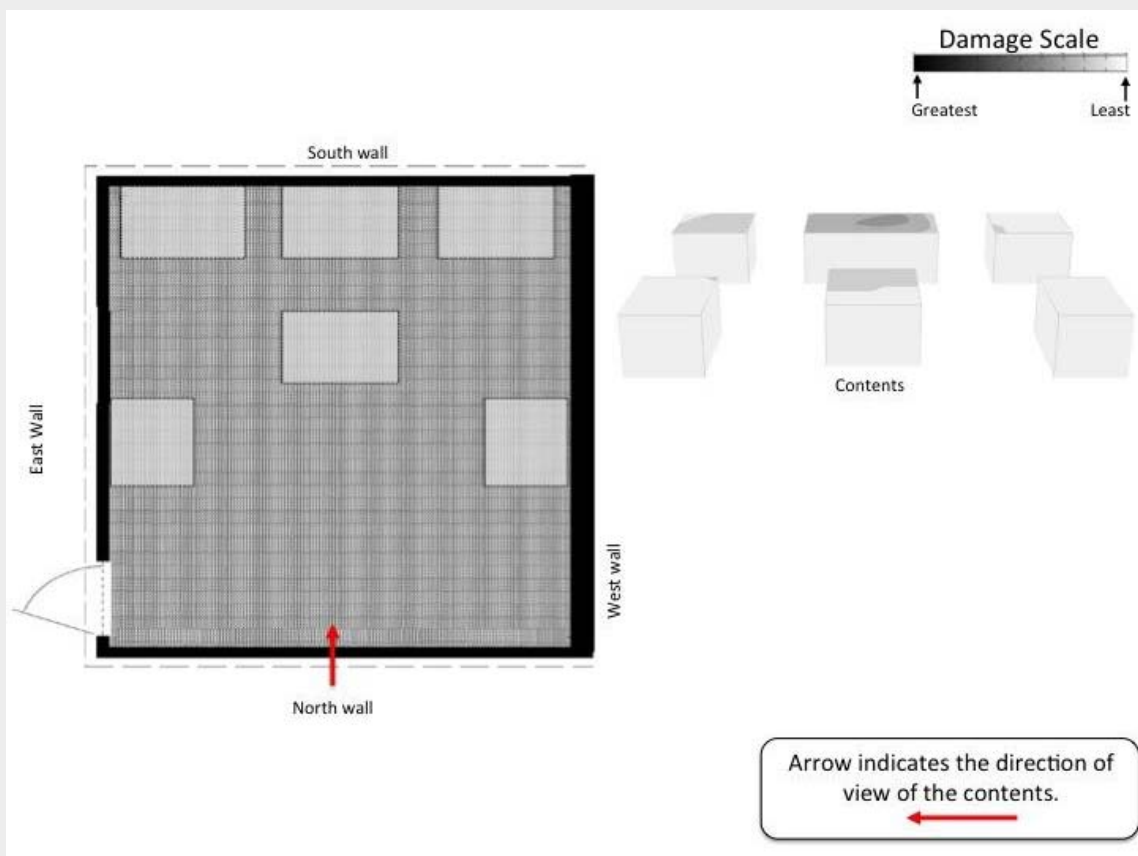 Damage Scale
Greatest
Least
South wall
East Wall
West wall
North wall
Contents
Arrow indicates the direction of
view of the contents.